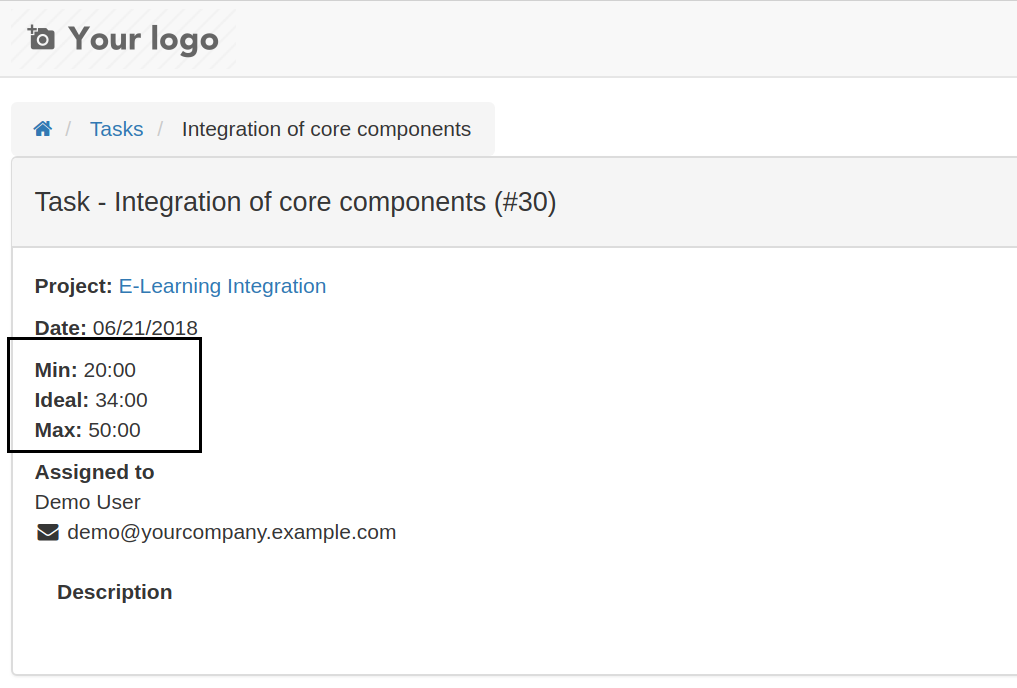 Your logo
/ Tasks / Integration of core components
Task - Integration of core components (#30)
Project: E-Learning Integration
Date: 06/21/2018
Min: 20:00
Ideal: 34:00
Max: 50:00
Assigned to
Demo User
demo@yourcompany.example.com
Description